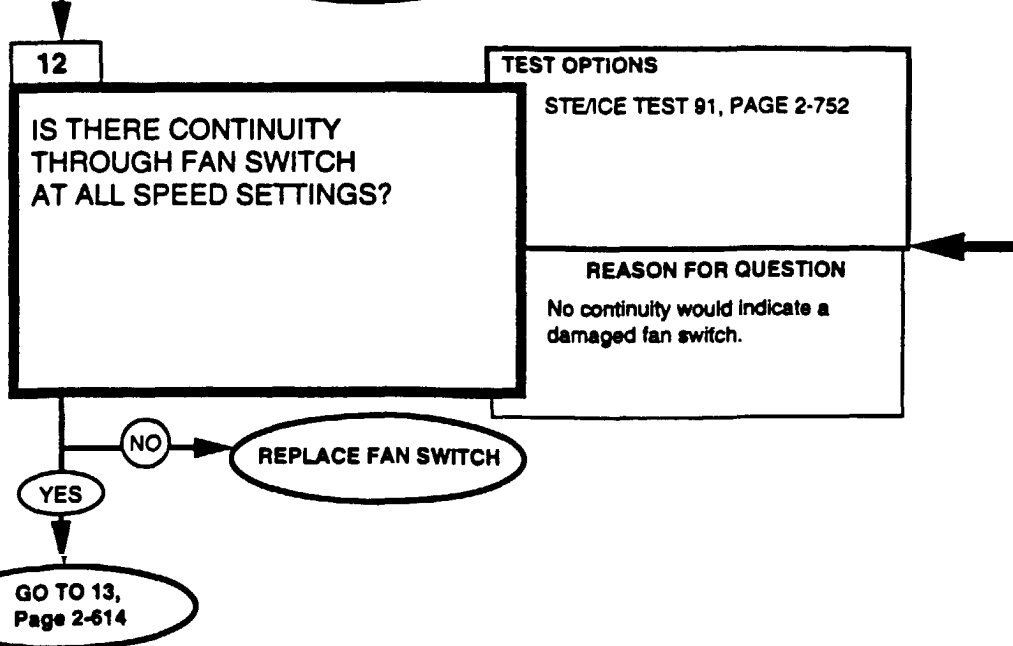 12
IS THERE CONTINUITY
THROUGH FAN SWITCH
AT ALL SPEED SETTINGS?
TEST OPTIONS
STE/ICE TEST 91, PAGE 2-752
REASON FOR QUESTION
No continuity would indicate a
damaged fan switch.
NO
REPLACE FAN SWITCH
YES
GO TO 13,
Page 2-614